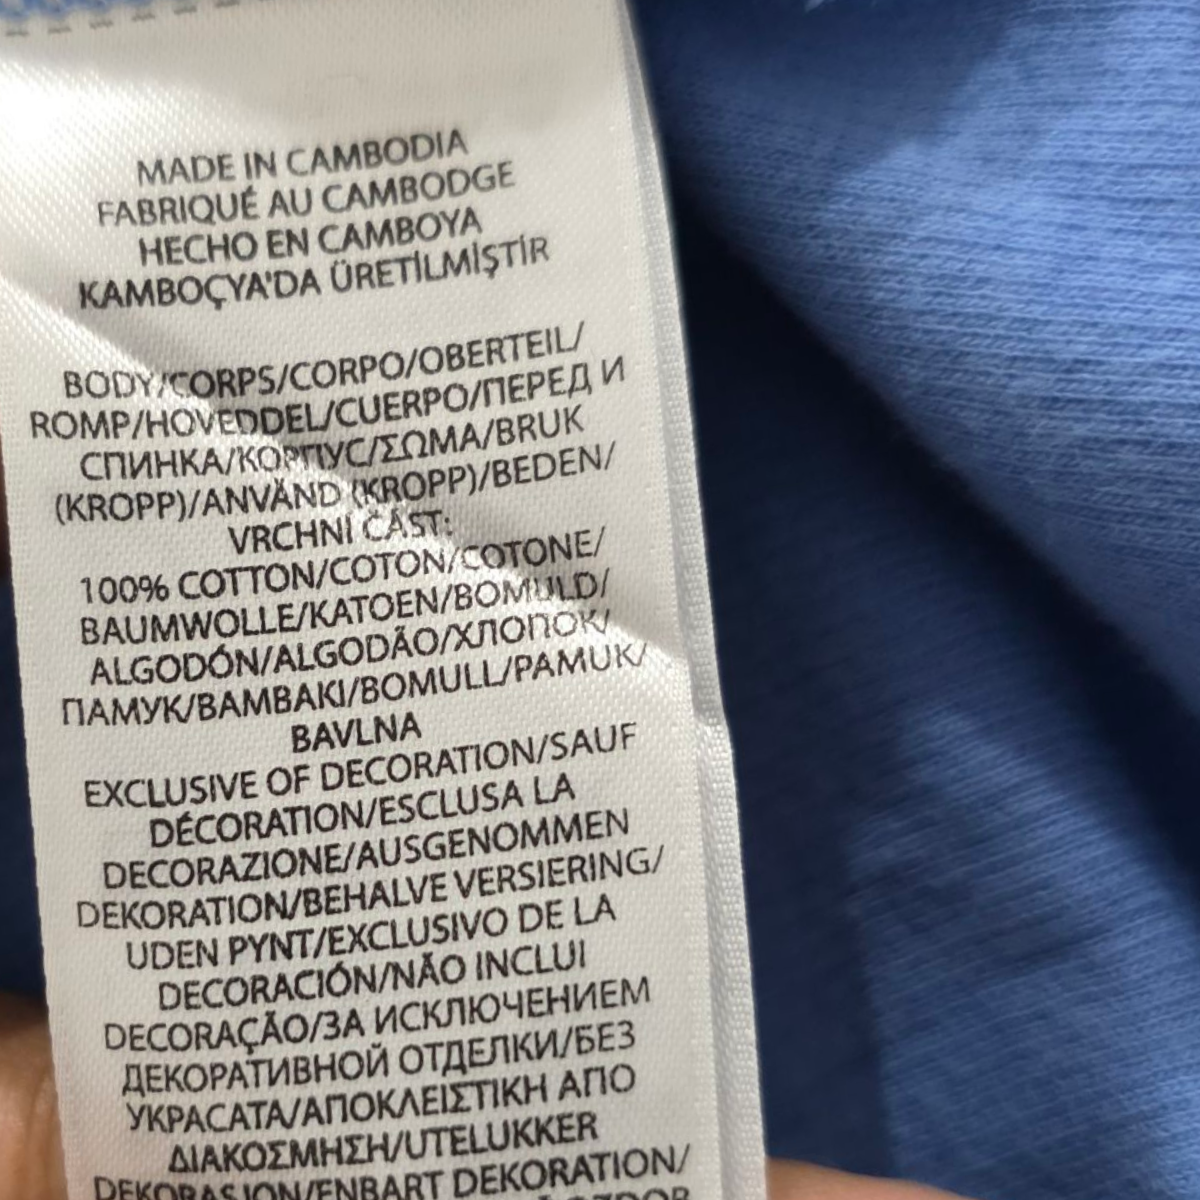 MADE IN CAMBODIA
FABRIQUÉ AU CAMBODGE
HECHO EN CAMBOYA
KAMBOÇYA'DA ÜRETİLMİŞTİR
BODY/CORPS/CORPO/OBERTEIL/
ROMP/HOVEDDEL/CUERPO/ПЕРЕД И
СПИНКА/КОРПУС/ΣΩΜΑ/BRUK
(KROPP)/ANVÄND (KROPP)/BEDEN/
VRCHNÍ ČÁST:
100% COTTON/COTON/COTONE/
BAUMWOLLE/KATOEN/BOMULD/
ALGODÓN/ALGODÃO/ХЛОПОК/
ПАМУК/ΒΑΜΒΑΚΙ/BOMULL/PAMUK/
BAVLNA
EXCLUSIVE OF DECORATION/SAUF
DÉCORATION/ESCLUSA LA
DECORAZIONE/AUSGENOMMEN
DEKORATION/BEHALVE VERSIERING/
UDEN PYNT/EXCLUSIVO DE LA
DECORACIÓN/NÃO INCLUI
DECORAÇÃO/ЗА ИСКЛЮЧЕНИЕМ
ДЕКОРАТИВНОЙ ОТДЕЛКИ/БЕЗ
УКРАСАТА/ΑΠΟΚΛΕΙΣΤΙΚΗ ΑΠΟ
ΔΙΑΚΟΣΜΗΣΗ/UTELUKKER
DEKORASJON/ENBART DEKORATION/